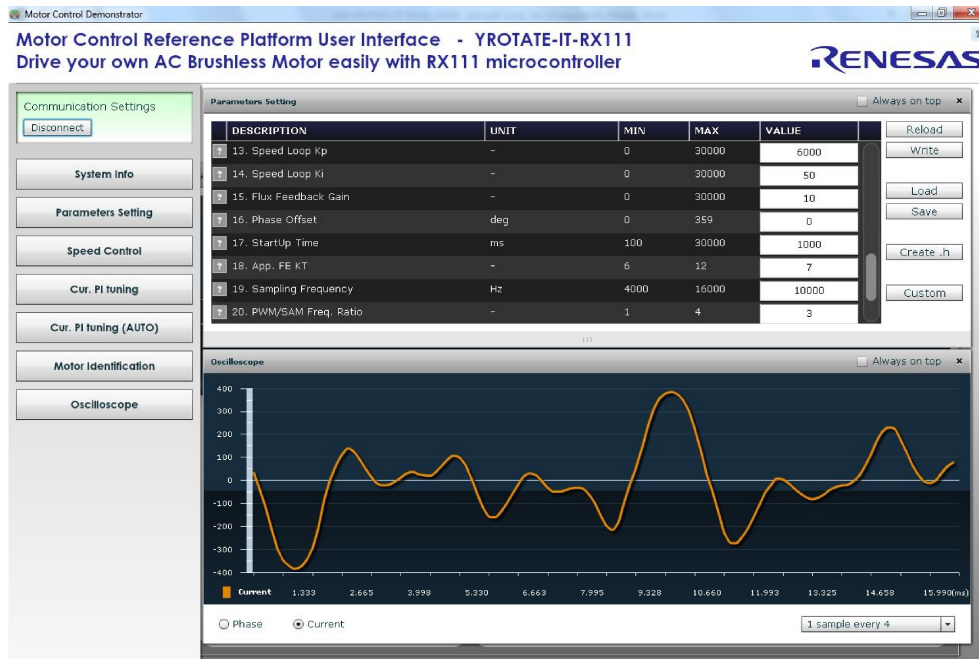 Motor Control Demonstrator
Motor Control Reference Platform User Interface - YROTATE-IT-RX111
Drive your own AC Brushless Motor easily with RX111 microcontroller
RENESAS
Communication Settings
Disconnect
System Info
Parameters Setting
Speed Control
Cur. PI tuning
Cur. PI tuning (AUTO)
Motor Identification
Oscilloscope
Parameters Setting
Always on top
DESCRIPTION UNIT MIN MAX VALUE
? 13. Speed Loop Kp - 0 30000 6000
? 14. Speed Loop Ki - 0 30000 50
? 15. Flux Feedback Gain - 0 30000 10
? 16. Phase Offset deg 0 359 0
? 17. StartUp Time ms 100 30000 1000
? 18. App. FE KT - 6 12 7
? 19. Sampling Frequency Hz 4000 16000 10000
? 20. PWM/SAM Freq. Ratio - 1 4 3
Reload
Write
Load
Save
Create .h
Custom
Oscilloscope
Always on top
400
300
200
100
0
-100
-200
-300
-400
Current 1.333 2.665 3.998 5.330 6.663 7.995 9.328 10.660 11.993 13.325 14.658 15.990(ms)
Phase Current
1 sample every 4